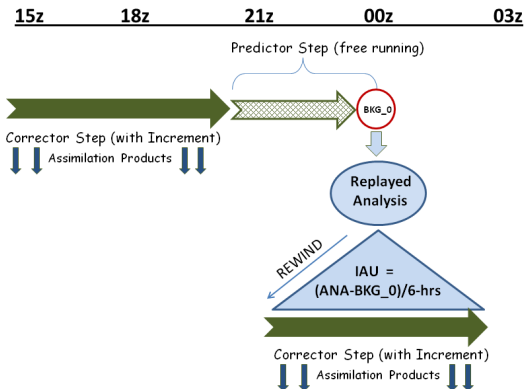 15z 18z 21z 00z 03z
Predictor Step (free running)
BKG_0
Corrector Step (with Increment)
Assimilation Products
Replayed
Analysis
REWIND
IAU =
(ANA-BKG_0)/6-hrs
Corrector Step (with Increment)
Assimilation Products